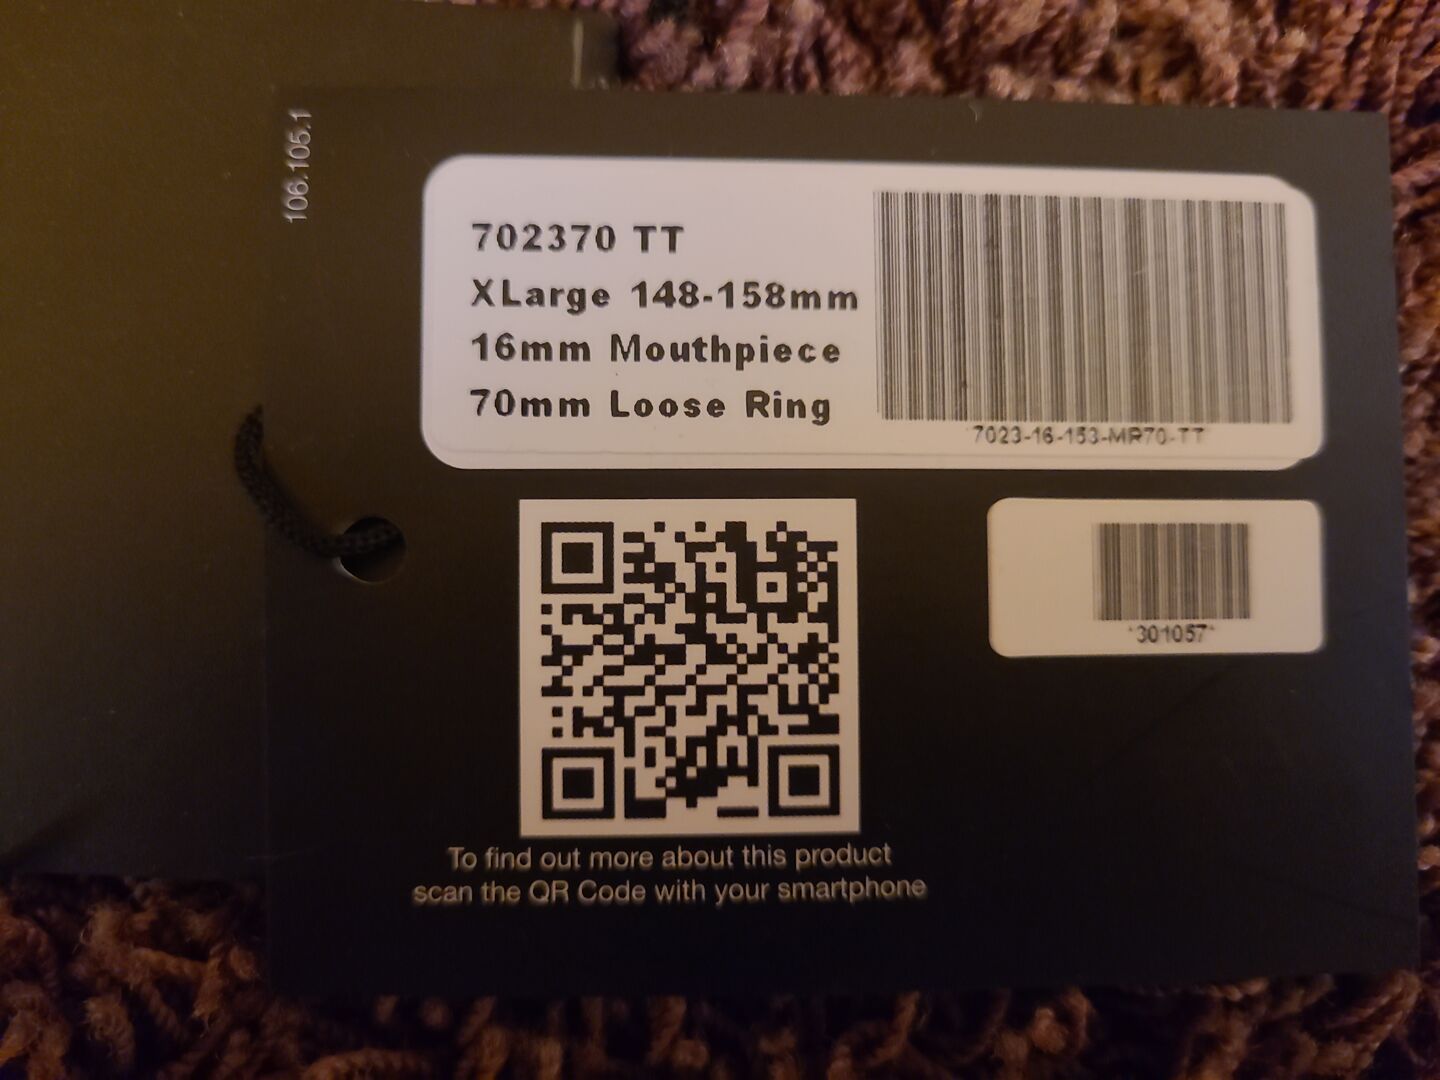 106.105.1
702370 TT
XLarge 148-158mm
16mm Mouthpiece
70mm Loose Ring
*7023-16-153-MR70-TT*
*301057*
To find out more about this product
scan the QR Code with your smartphone